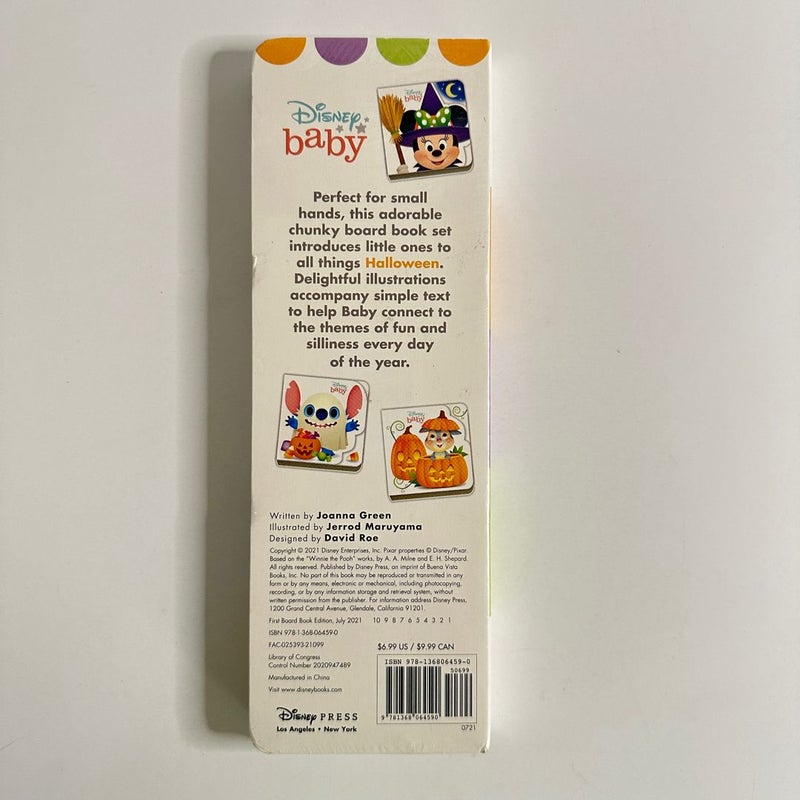 Disney
baby
Disney
baby
Perfect for small
hands, this adorable
chunky board book set
introduces little ones to
all things Halloween.
Delightful illustrations
accompany simple text
to help Baby connect to
the themes of fun and
silliness every day
of the year.
Disney
baby
Disney
baby
Written by Joanna Green
Illustrated by Jerrod Maruyama
Designed by David Roe
Copyright © 2021 Disney Enterprises, Inc. Pixar properties © Disney/Pixar.
Based on the "Winnie the Pooh" works, by A. A. Milne and E. H. Shepard.
All rights reserved. Published by Disney Press, an imprint of Buena Vista
Books, Inc. No part of this book may be reproduced or transmitted in any
form or by any means, electronic or mechanical, including photocopying,
recording, or by any information storage and retrieval system, without
written permission from the publisher. For information address Disney Press,
1200 Grand Central Avenue, Glendale, California 91201.
First Board Book Edition, July 2021 10 9 8 7 6 5 4 3 2 1
ISBN 978-1-368-06459-0
FAC-025393-21099
Library of Congress
Control Number 2020947489
Manufactured in China
Visit www.disneybooks.com
Disney PRESS
Los Angeles • New York
$6.99 US / $9.99 CAN
ISBN 978-136806459-0
50699
9 781368 064590
0721